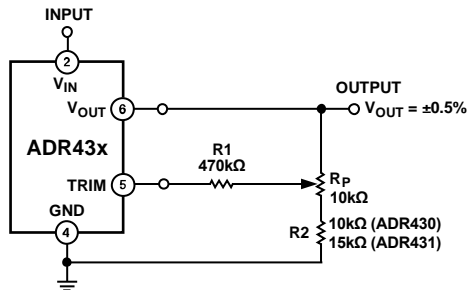 INPUT
2
VIN
VOUT 6
OUTPUT
VOUT = ±0.5%
ADR43x
R1
470kΩ
TRIM 5
RP
10kΩ
GND
4
R2
10kΩ (ADR430)
15kΩ (ADR431)